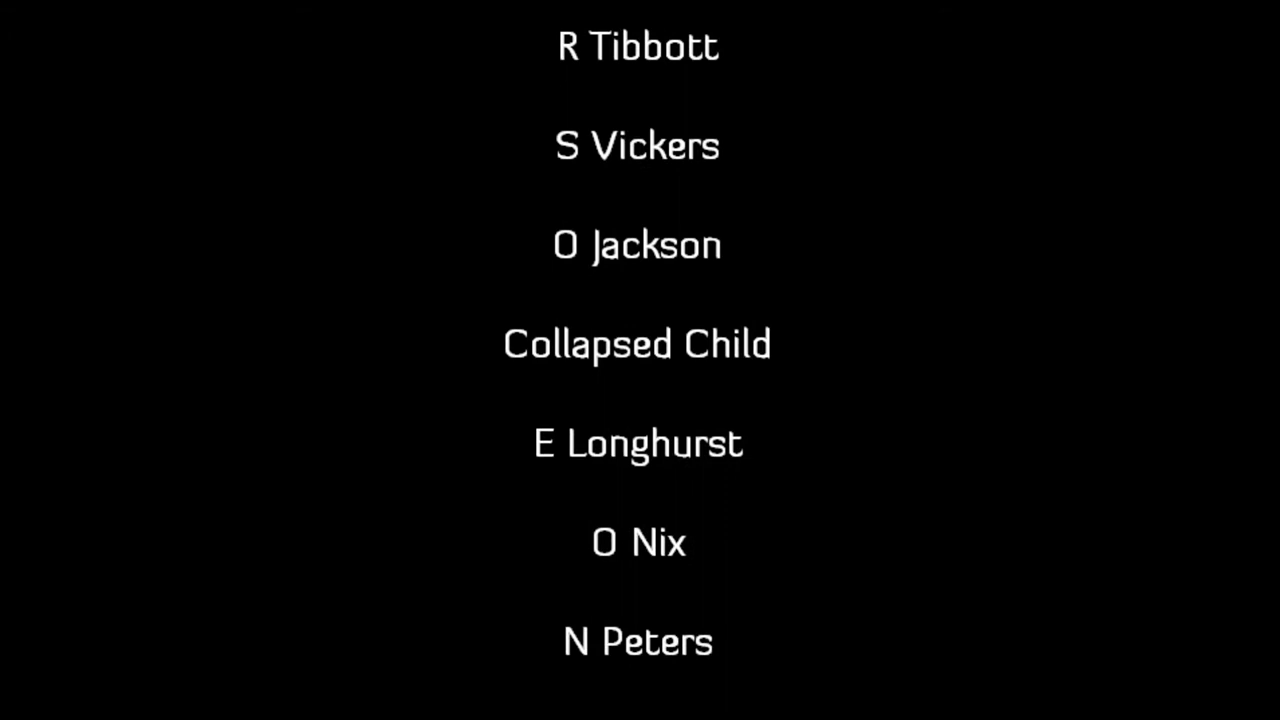 R Tibbott
S Vickers
O Jackson
Collapsed Child
E Longhurst
O Nix
N Peters